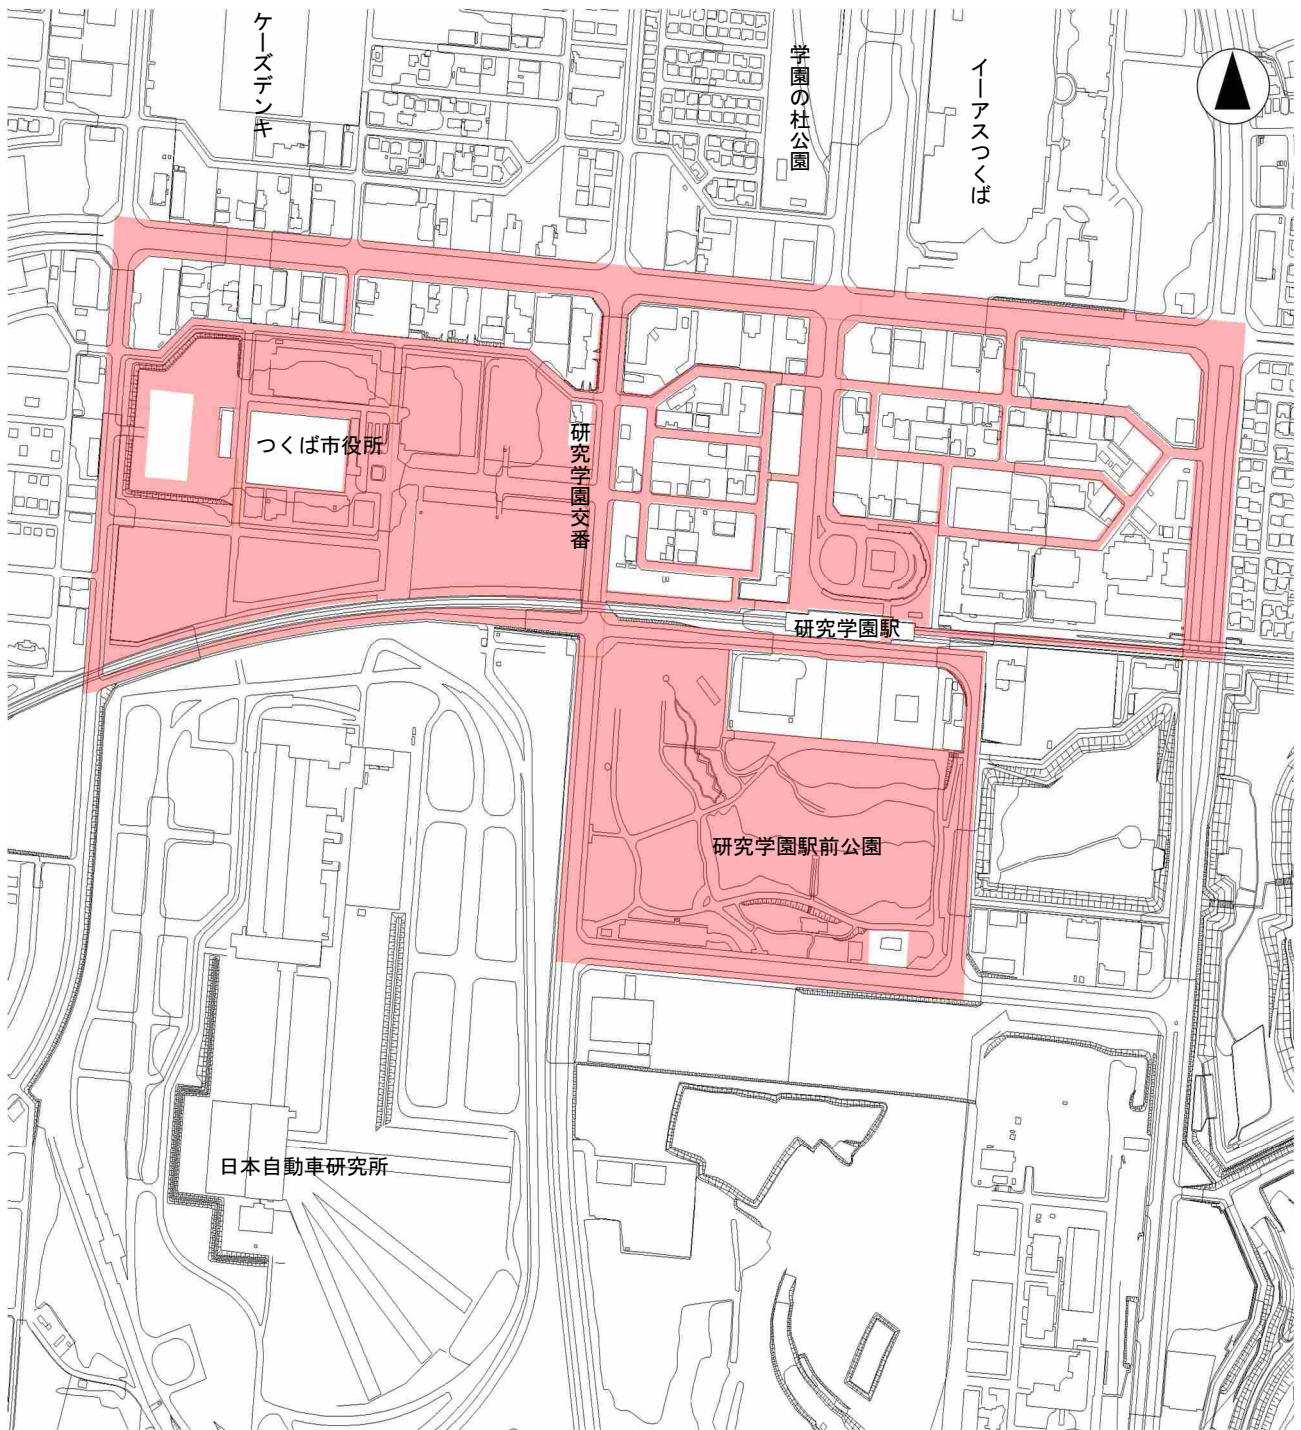 ケーズデンキ
学園の杜公園
イーアスつくば
つくば市役所
研究学園交番
研究学園駅
研究学園駅前公園
日本自動車研究所